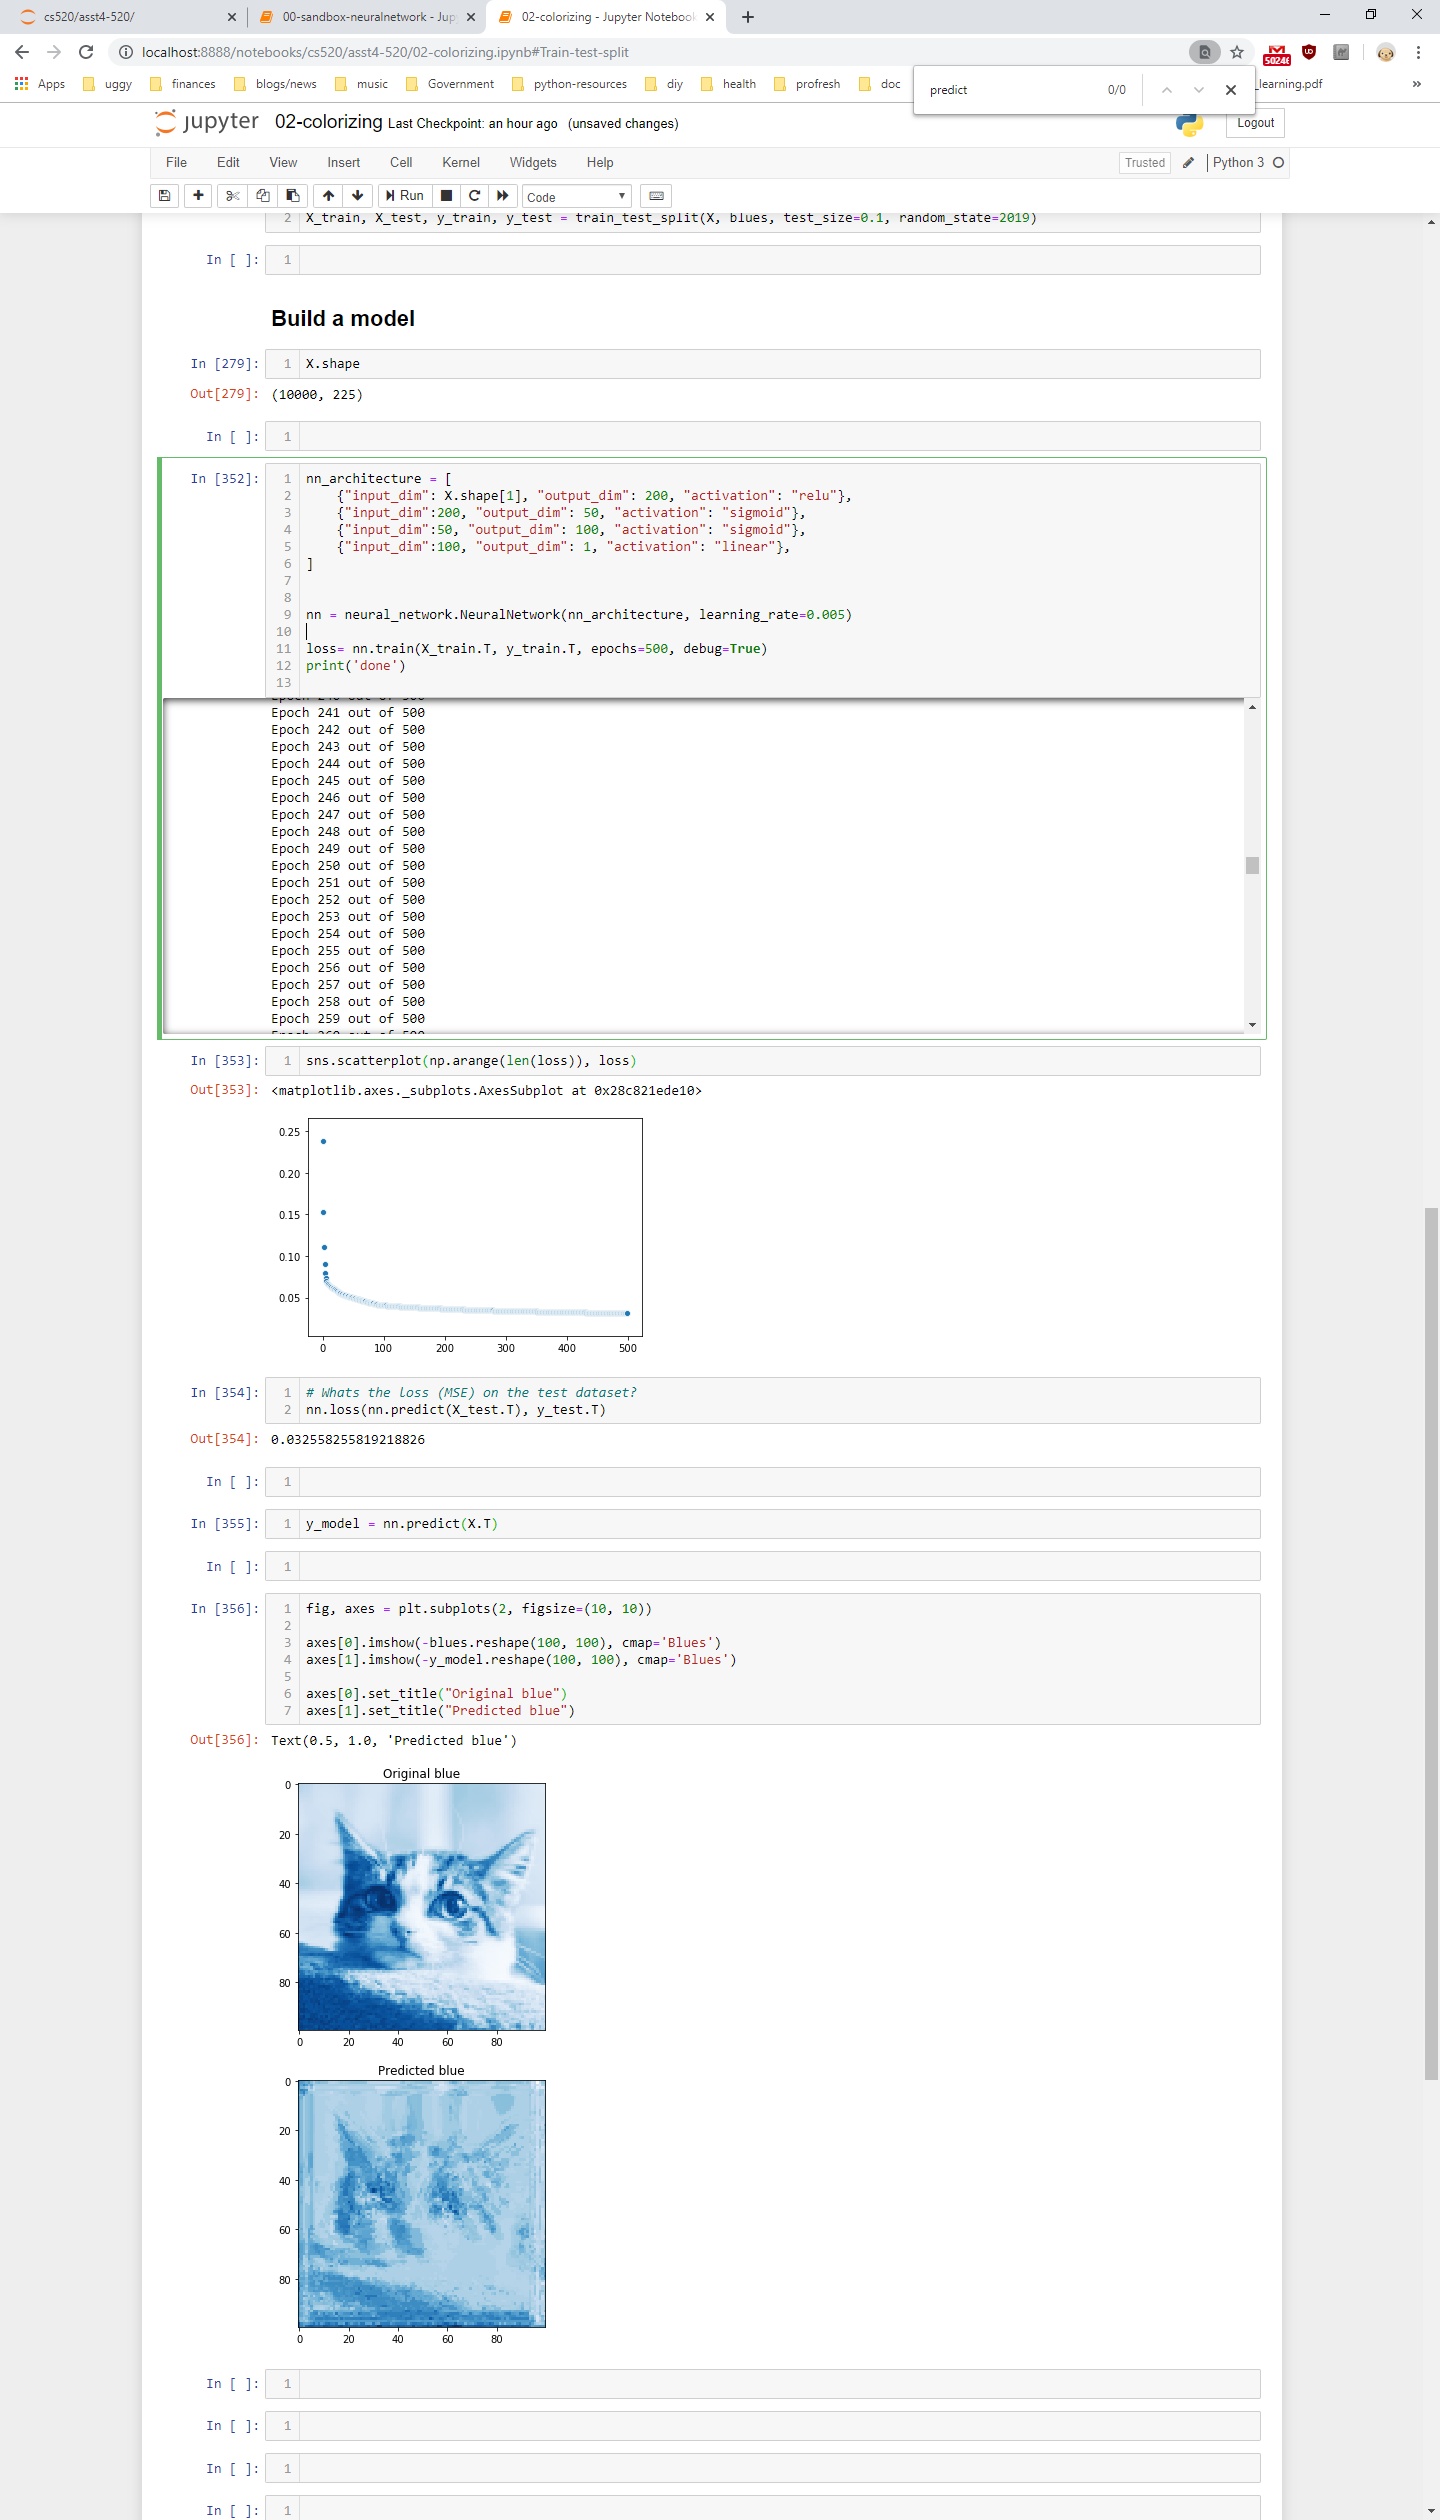 cs520/asst4-520/
00-sandbox-neuralnetwork - Jup
02-colorizing - Jupyter Notebook
localhost:8888/notebooks/cs520/asst4-520/02-colorizing.ipynb#Train-test-split
Apps
uggy
finances
blogs/news
music
Government
python-resources
diy
health
profresh
doc
_learning.pdf
»
predict
0/0
jupyter
02-colorizing Last Checkpoint: an hour ago (unsaved changes)
Logout
File Edit View Insert Cell Kernel Widgets Help
Trusted
Python 3
Run
Code
2 X_train, X_test, y_train, y_test = train_test_split(X, blues, test_size=0.1, random_state=2019)
In [ ]: 1
Build a model
In [279]: 1 X.shape
Out[279]: (10000, 225)
In [ ]: 1
In [352]: 1 nn_architecture = [
2     {"input_dim": X.shape[1], "output_dim": 200, "activation": "relu"},
3     {"input_dim":200, "output_dim": 50, "activation": "sigmoid"},
4     {"input_dim":50, "output_dim": 100, "activation": "sigmoid"},
5     {"input_dim":100, "output_dim": 1, "activation": "linear"},
6 ]
7
8
9 nn = neural_network.NeuralNetwork(nn_architecture, learning_rate=0.005)
10
11 loss= nn.train(X_train.T, y_train.T, epochs=500, debug=True)
12 print('done')
13
Epoch 240 out of 500
Epoch 241 out of 500
Epoch 242 out of 500
Epoch 243 out of 500
Epoch 244 out of 500
Epoch 245 out of 500
Epoch 246 out of 500
Epoch 247 out of 500
Epoch 248 out of 500
Epoch 249 out of 500
Epoch 250 out of 500
Epoch 251 out of 500
Epoch 252 out of 500
Epoch 253 out of 500
Epoch 254 out of 500
Epoch 255 out of 500
Epoch 256 out of 500
Epoch 257 out of 500
Epoch 258 out of 500
Epoch 259 out of 500
Epoch 260 out of 500
In [353]: 1 sns.scatterplot(np.arange(len(loss)), loss)
Out[353]: <matplotlib.axes._subplots.AxesSubplot at 0x28c821ede10>
0.25
0.20
0.15
0.10
0.05
0 100 200 300 400 500
In [354]: 1 # Whats the loss (MSE) on the test dataset?
2 nn.loss(nn.predict(X_test.T), y_test.T)
Out[354]: 0.032558255819218826
In [ ]: 1
In [355]: 1 y_model = nn.predict(X.T)
In [ ]: 1
In [356]: 1 fig, axes = plt.subplots(2, figsize=(10, 10))
2
3 axes[0].imshow(-blues.reshape(100, 100), cmap='Blues')
4 axes[1].imshow(-y_model.reshape(100, 100), cmap='Blues')
5
6 axes[0].set_title("Original blue")
7 axes[1].set_title("Predicted blue")
Out[356]: Text(0.5, 1.0, 'Predicted blue')
Original blue
0
20
40
60
80
0 20 40 60 80
Predicted blue
0
20
40
60
80
0 20 40 60 80
In [ ]: 1
In [ ]: 1
In [ ]: 1
In [ ]: 1